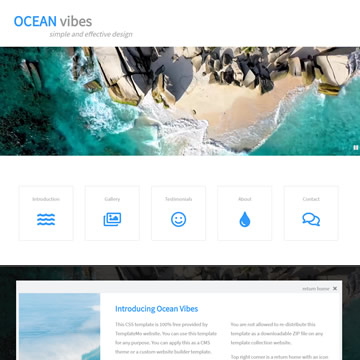 OCEAN vibes
simple and effective design
Introduction
Gallery
Testimonials
About
Contact
return home ✕
Introducing Ocean Vibes
This CSS template is 100% free provided by
TemplateMo website. You can use this template
for any purpose. You can apply this as a CMS
theme or a custom website builder template.
You are not allowed to re-distribute this
template as a downloadable ZIP file on any
template collection website.
Top right corner is a return home with an icon.